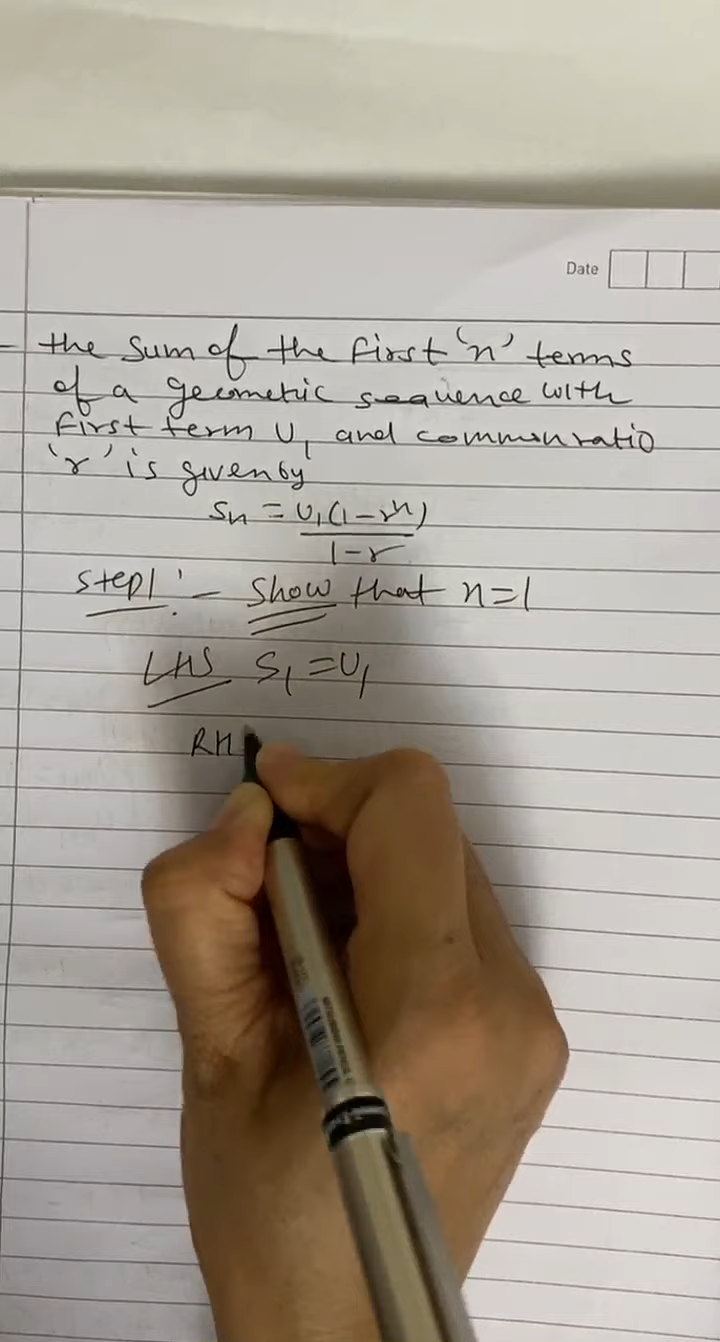 Date
the sum of the first 'n' terms
of a geometric sequence with
first term U₁ and common ratio
'r' is given by
Sn = U₁(1-rⁿ)
1-r
Step1:- Show that n=1
LHS S₁=U₁
RH